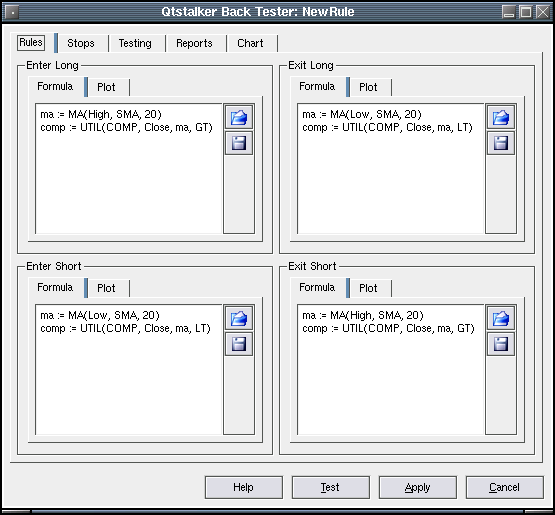 Qtstalker Back Tester: NewRule
Rules Stops Testing Reports Chart
Enter Long
Formula Plot
ma := MA(High, SMA, 20)
comp := UTIL(COMP, Close, ma, GT)
Exit Long
Formula Plot
ma := MA(Low, SMA, 20)
comp := UTIL(COMP, Close, ma, LT)
Enter Short
Formula Plot
ma := MA(Low, SMA, 20)
comp := UTIL(COMP, Close, ma, LT)
Exit Short
Formula Plot
ma := MA(High, SMA, 20)
comp := UTIL(COMP, Close, ma, GT)
Help Test Apply Cancel